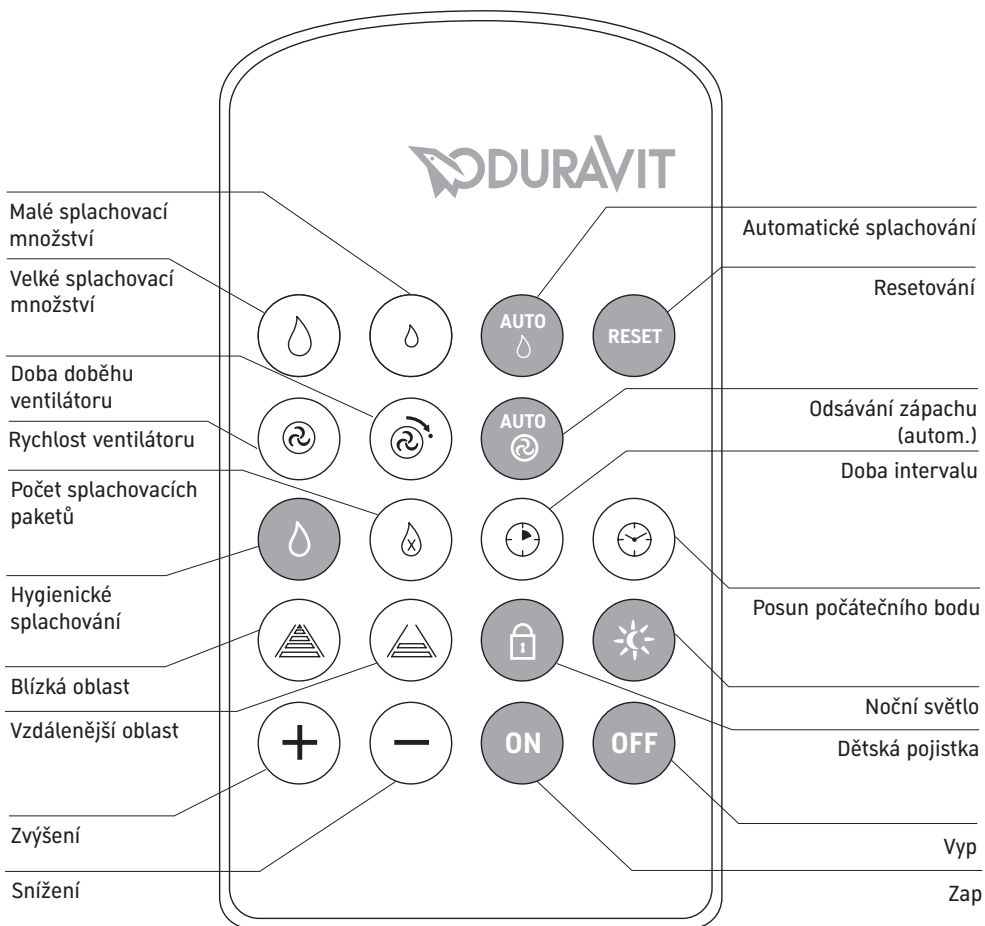 DURAVIT
Malé splachovací
množství
Velké splachovací
množství
Doba doběhu
ventilátoru
Rychlost ventilátoru
Počet splachovacích
paketů
Hygienické
splachování
Blízká oblast
Vzdálenější oblast
Zvýšení
Snížení
AUTO
RESET
AUTO
X
1
ON
OFF
Automatické splachování
Resetování
Odsávání zápachu
(autom.)
Doba intervalu
Posun počátečního bodu
Noční světlo
Dětská pojistka
Vyp
Zap